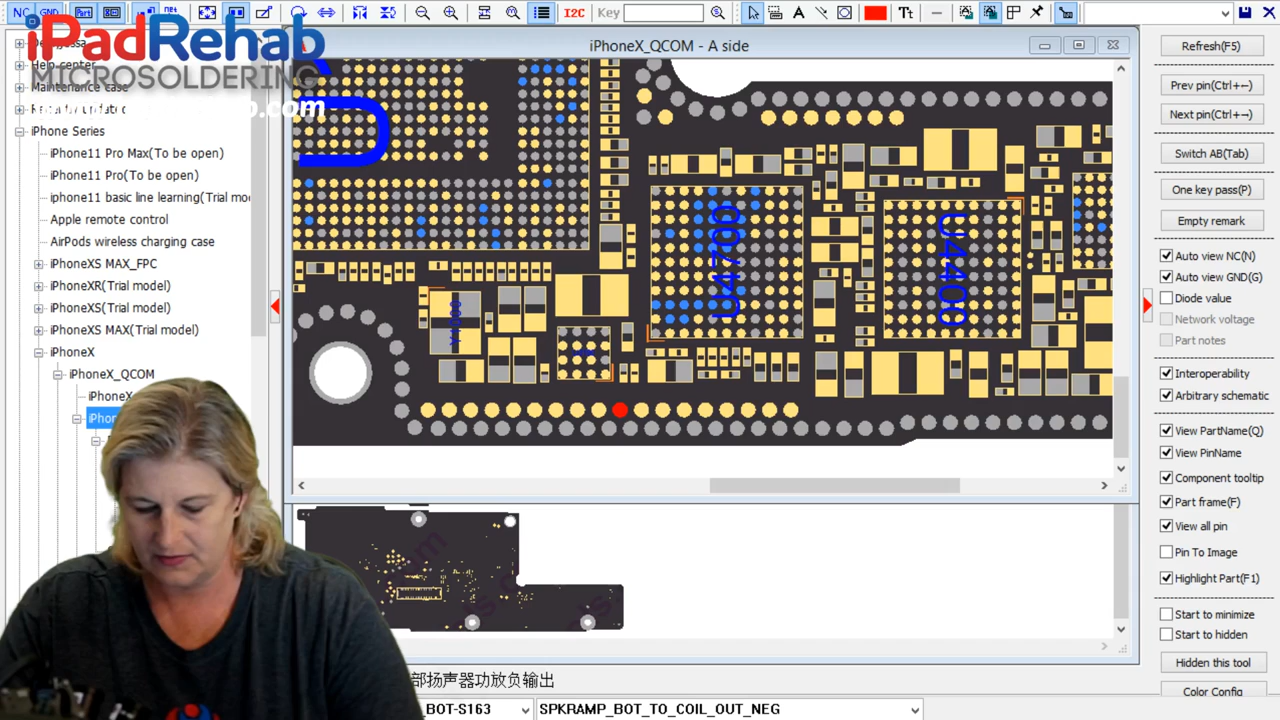 NC GND
I2C
Key
Tt
iPadRehab
MICROSOLDERING
iPhoneX_QCOM - A side
Help center
Maintenance case
iPhone Series
iPhone11 Pro Max(To be open)
iPhone11 Pro(To be open)
iphone11 basic line learning(Trial mo
Apple remote control
AirPods wireless charging case
iPhoneXS MAX_FPC
iPhoneXR(Trial model)
iPhoneXS(Trial model)
iPhoneXS MAX(Trial model)
iPhoneX
iPhoneX_QCOM
iPhoneX
iPhon
U4700
U4400
Refresh(F5)
Prev pin(Ctrl+←)
Next pin(Ctrl+→)
Switch AB(Tab)
One key pass(P)
Empty remark
Auto view NC(N)
Auto view GND(G)
Diode value
Network voltage
Part notes
Interoperability
Arbitrary schematic
View PartName(Q)
View PinName
Component tooltip
Part frame(F)
View all pin
Pin To Image
Highlight Part(F1)
Start to minimize
Start to hidden
Hidden this tool
Color Config
部扬声器功放负输出
_BOT-S163
SPKRAMP_BOT_TO_COIL_OUT_NEG